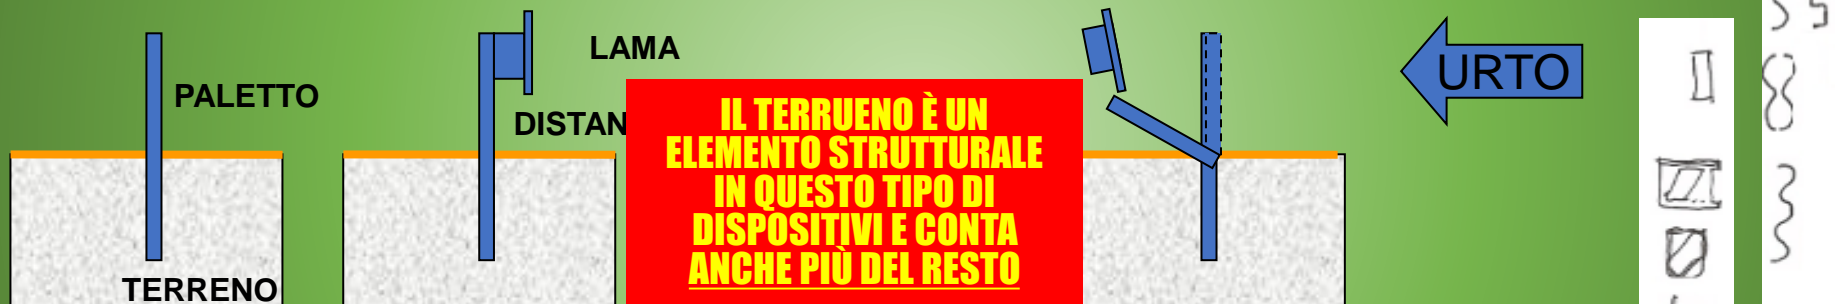 PALETTO
TERRENO
LAMA
DISTAN
IL TERRUENO È UN
ELEMENTO STRUTTURALE
IN QUESTO TIPO DI
DISPOSITIVI E CONTA
ANCHE PIÙ DEL RESTO
URTO